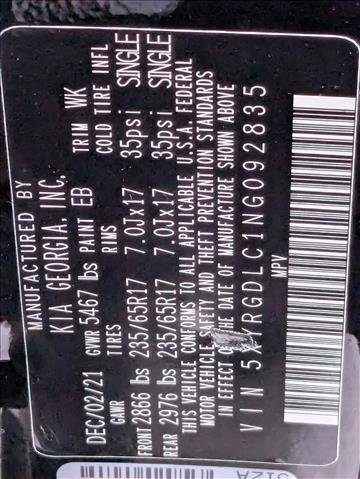 MANUFACTURED BY
KIA GEORGIA, INC.
DEC/02/21 GVWR 5467 lbs PAINT EB TRIM WK
GAWR TIRES RIMS COLD TIRE INFL
FRONT 2866 lbs 235/65R17 7.0Jx17 35psi SINGLE
REAR 2976 lbs 235/65R17 7.0Jx17 35psi SINGLE
THIS VEHICLE CONFORMS TO ALL APPLICABLE U.S.A. FEDERAL
MOTOR VEHICLE SAFETY AND THEFT PREVENTION STANDARDS
IN EFFECT ON THE DATE OF MANUFACTURE SHOWN ABOVE
VIN 5XYRGDLC1NG092835
MPV